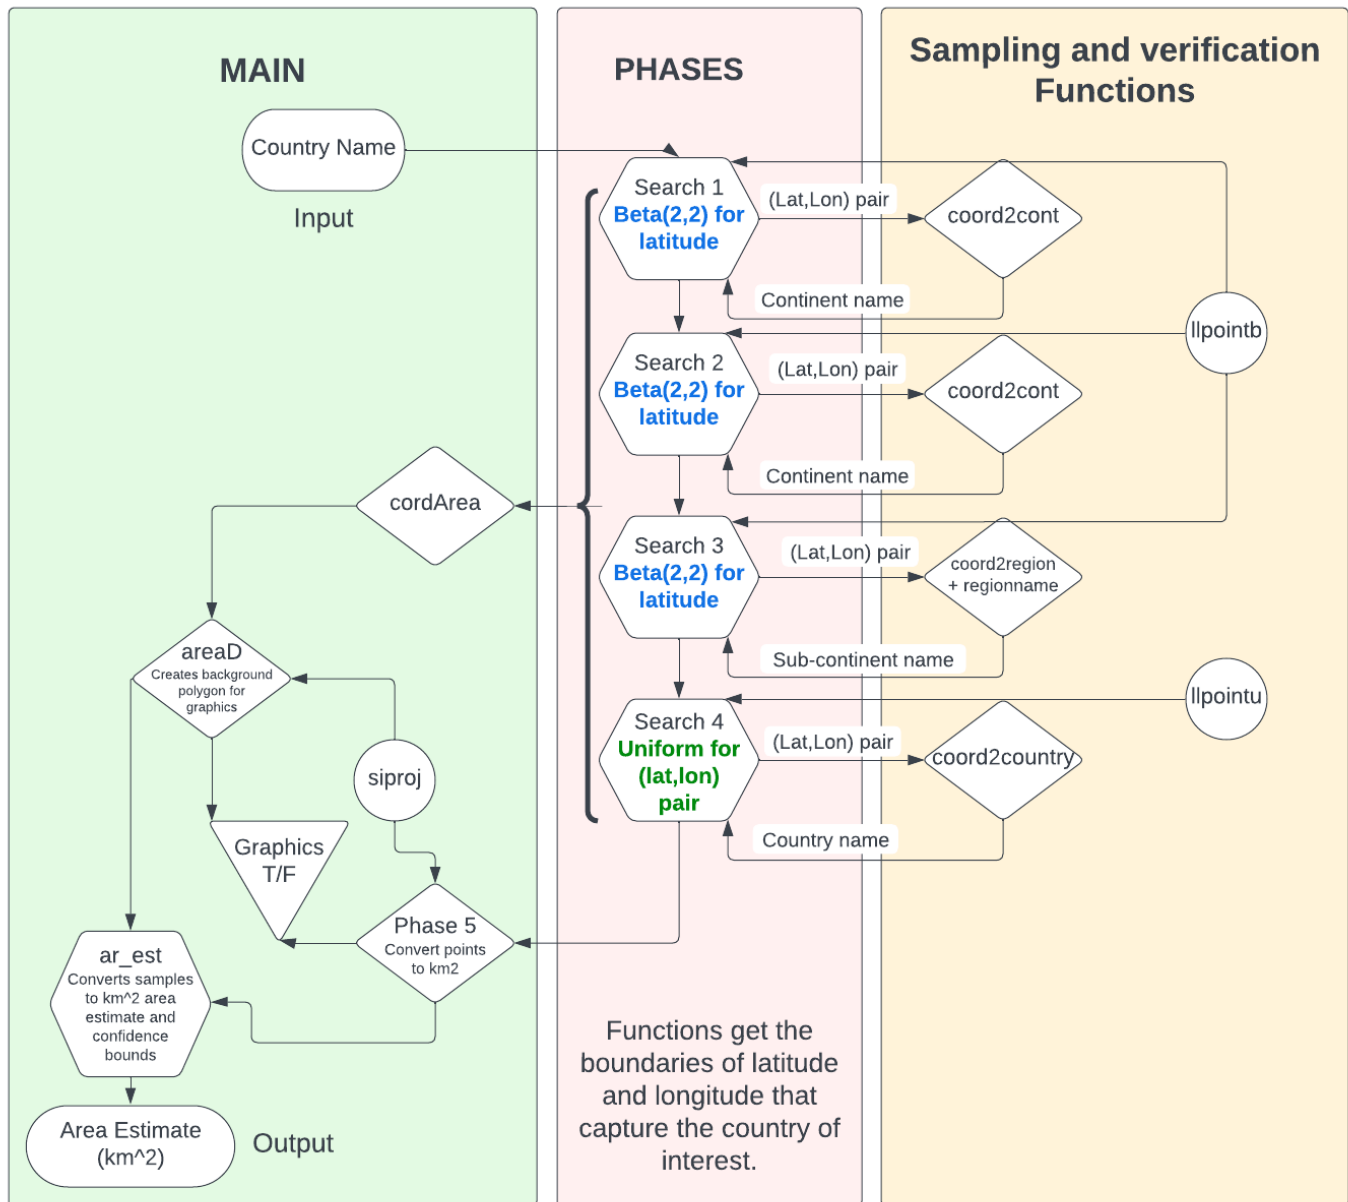 MAIN
Country Name
Input
cordArea
areaD
Creates background
polygon for
graphics
siproj
Graphics
T/F
Phase 5
Convert points
to km2
ar_est
Converts samples
to km^2 area
estimate and
confidence
bounds
Area Estimate
(km^2)
Output
PHASES
Search 1
Beta(2,2) for
latitude
(Lat,Lon) pair
Continent name
Search 2
Beta(2,2) for
latitude
(Lat,Lon) pair
Continent name
Search 3
Beta(2,2) for
latitude
(Lat,Lon) pair
Sub-continent name
Search 4
Uniform for
(lat,lon)
pair
(Lat,Lon) pair
Country name
Functions get the
boundaries of latitude
and longitude that
capture the country of
interest.
Sampling and verification
Functions
coord2cont
llpointb
coord2cont
coord2region
+ regionname
llpointu
coord2country